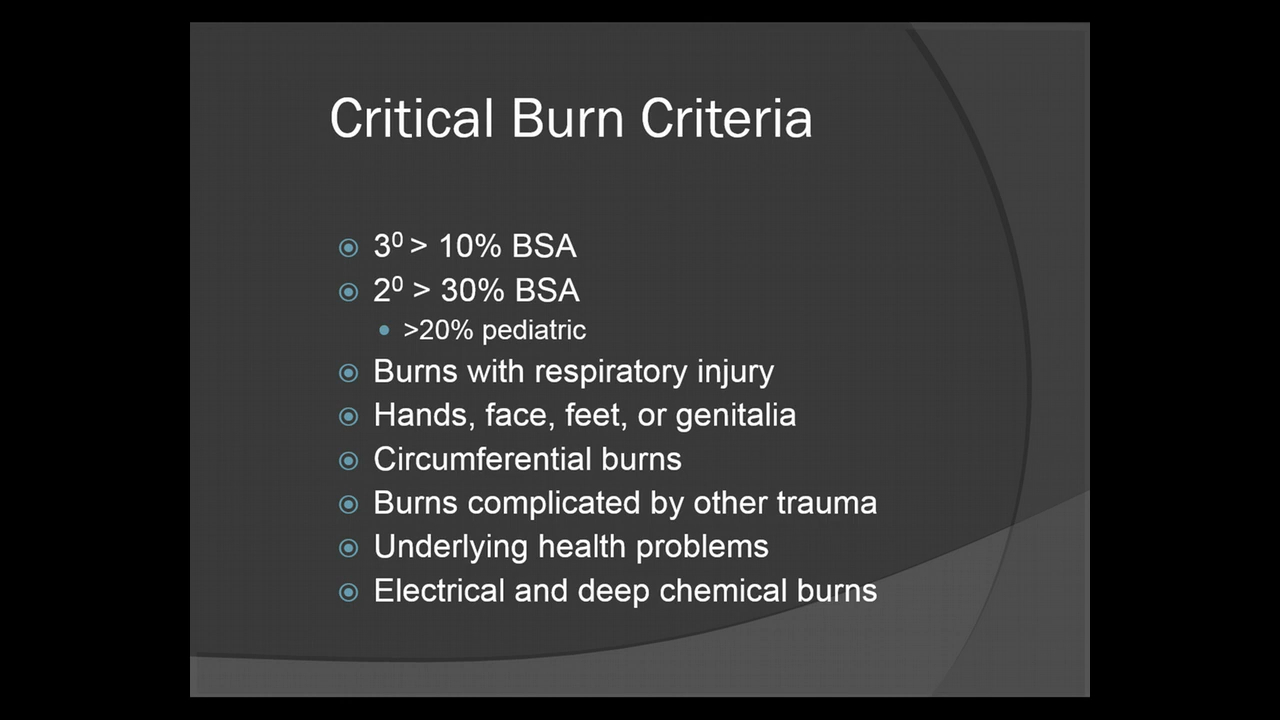 Critical Burn Criteria
3⁰ > 10% BSA
2⁰ > 30% BSA
>20% pediatric
Burns with respiratory injury
Hands, face, feet, or genitalia
Circumferential burns
Burns complicated by other trauma
Underlying health problems
Electrical and deep chemical burns